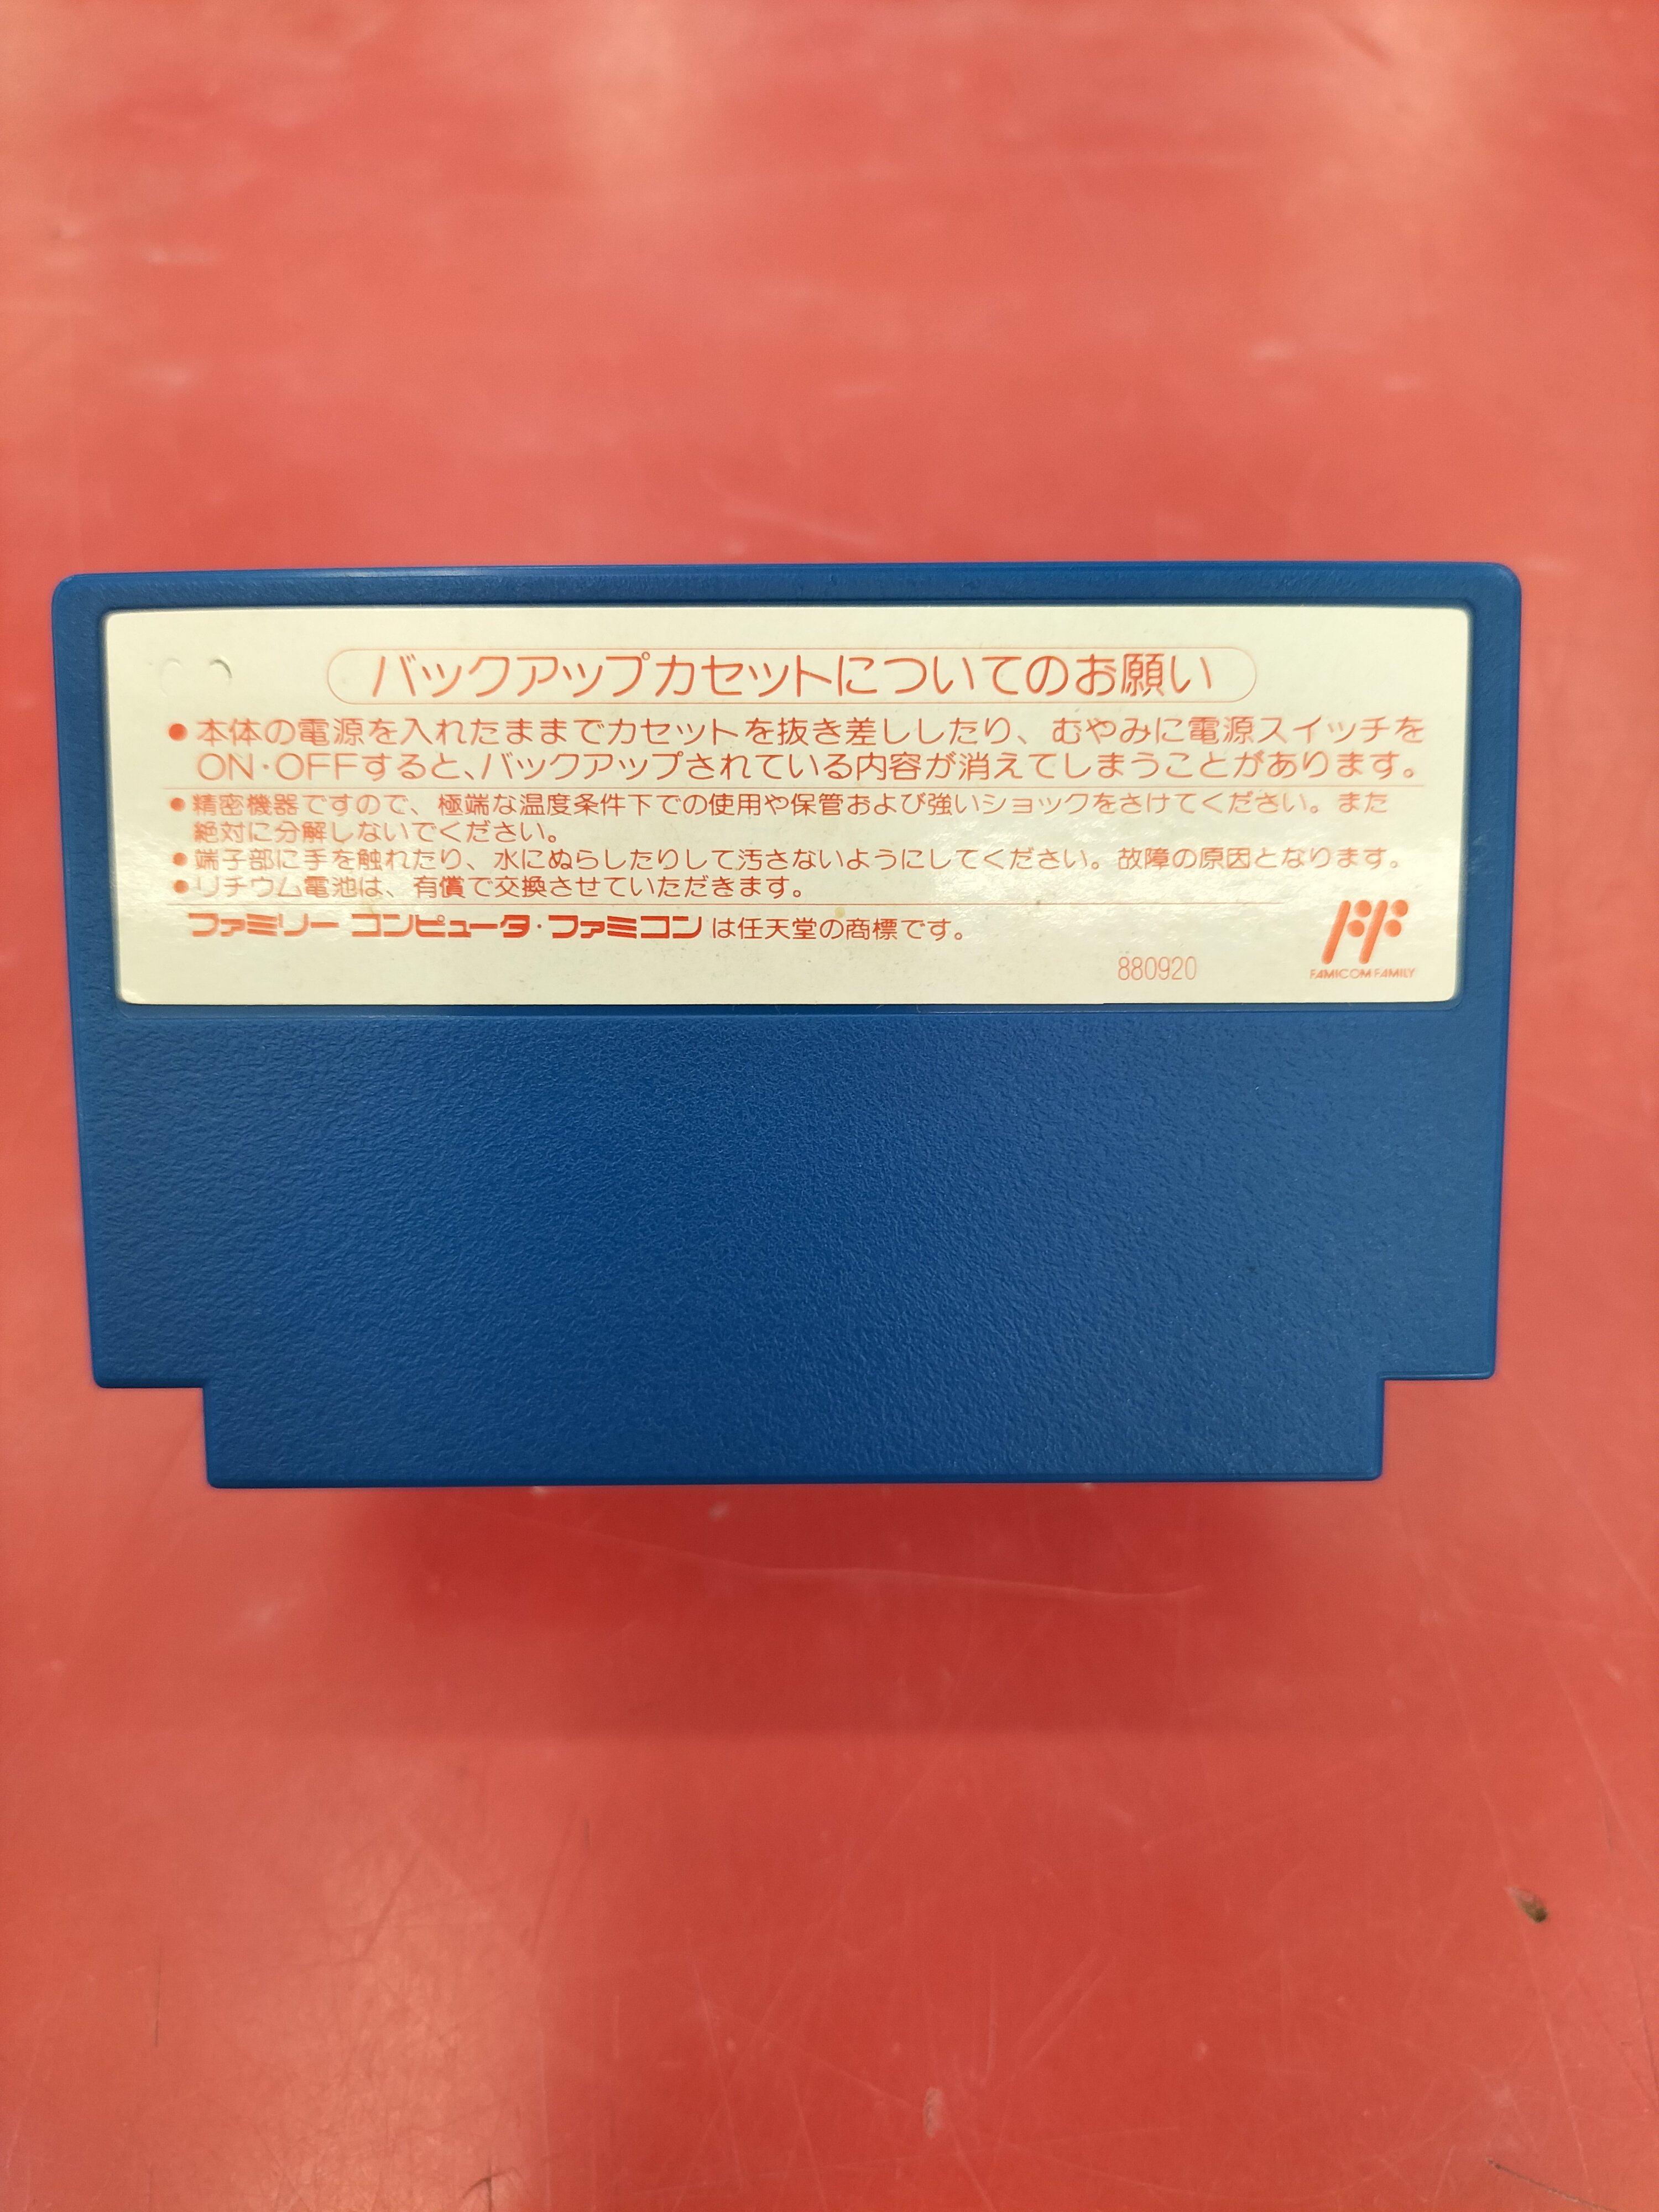 バックアップカセットについてのお願い
●本体の電源を入れたままでカセットを抜き差ししたり、むやみに電源スイッチを
ON・OFFすると、バックアップされている内容が消えてしまうことがあります。
●精密機器ですので、極端な温度条件下での使用や保管および強いショックをさけてください。また
絶対に分解しないでください。
●端子部に手を触れたり、水にぬらしたりして汚さないようにしてください。故障の原因となります。
●リチウム電池は、有償で交換させていただきます。
ファミリー コンピュータ・ファミコンは任天堂の商標です。
880920
FAMICOM FAMILY